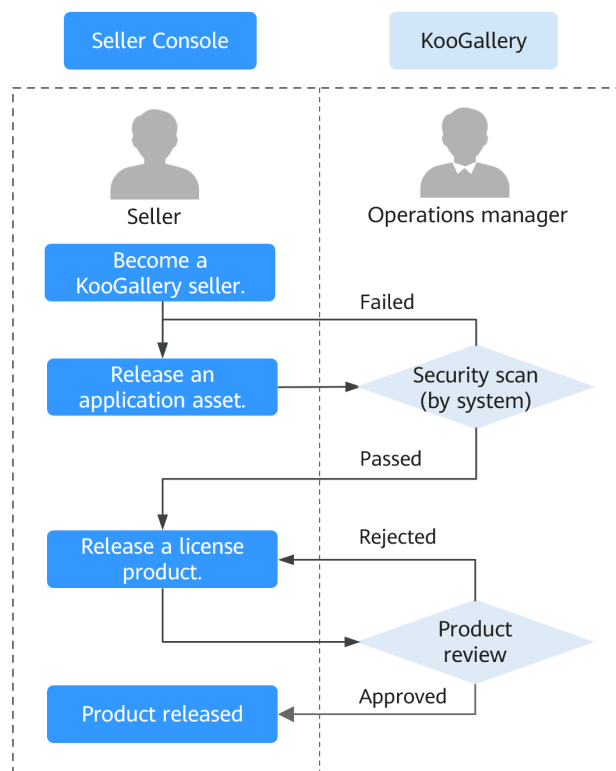 Seller Console
KooGallery
Seller
Operations manager
Become a
KooGallery seller.
Failed
Release an
application asset.
Security scan
(by system)
Passed
Release a license
product.
Rejected
Product
review
Approved
Product released